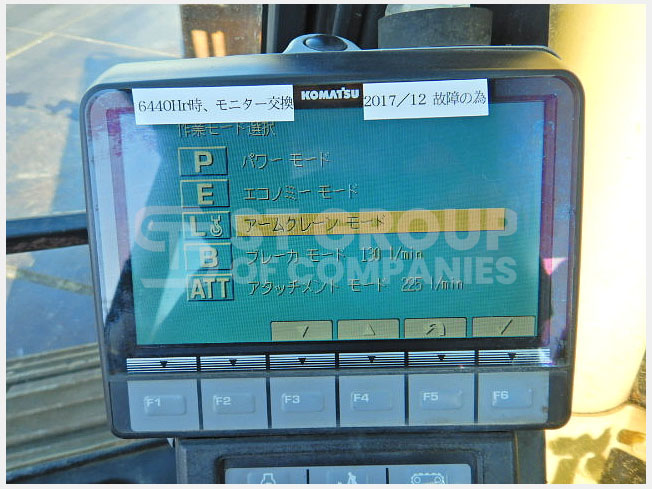 6440Hr時、モニター交換 KOMATSU 2017/12 故障の為
作業モード選択
P パワー モード
E エコノミー モード
L アームクレーン モード
B ブレーカ モード 130 l/min
ATT アタッチメント モード 225 l/min
ST GROUP
OF COMPANIES
F1 F2 F3 F4 F5 F6